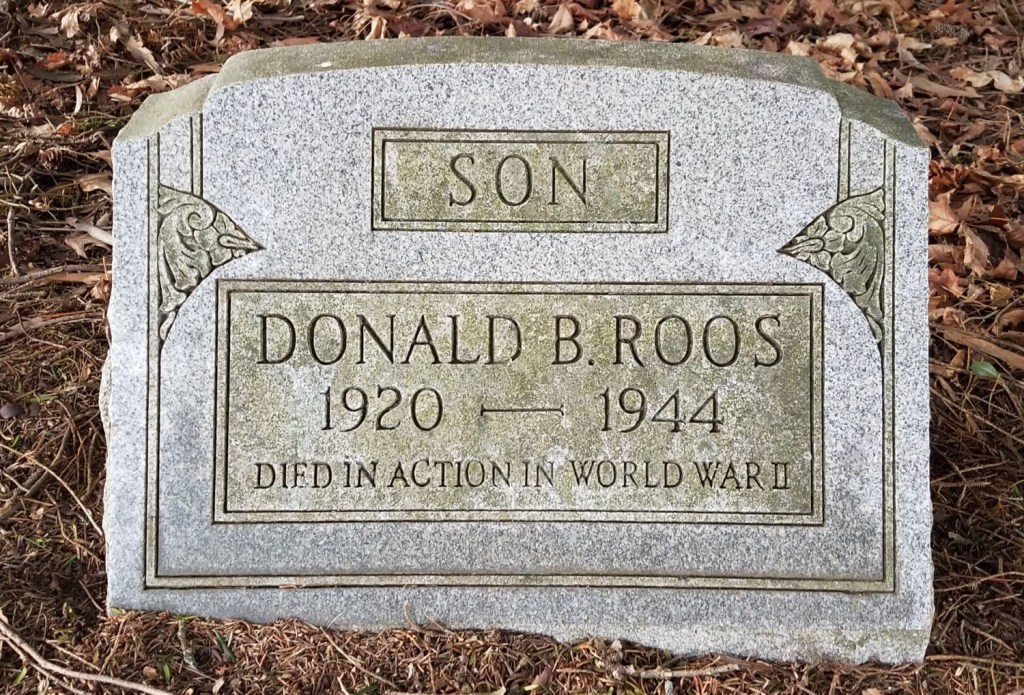 SON
DONALD B. ROOS
1920 — 1944
DIED IN ACTION IN WORLD WAR II